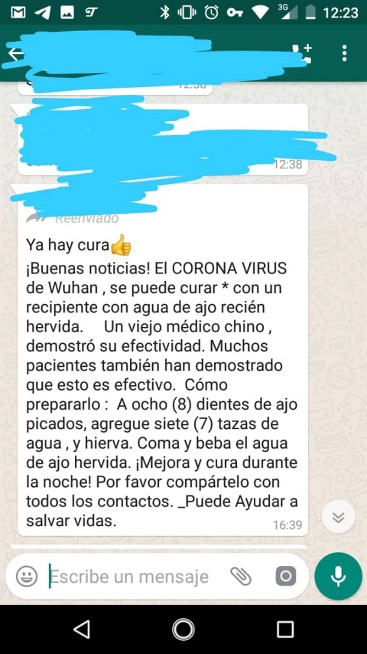 3G 12:23
12:38
Reenviado
Ya hay cura👍
¡Buenas noticias! El CORONA VIRUS
de Wuhan , se puede curar * con un
recipiente con agua de ajo recién
hervida. Un viejo médico chino ,
demostró su efectividad. Muchos
pacientes también han demostrado
que esto es efectivo. Cómo
prepararlo : A ocho (8) dientes de ajo
picados, agregue siete (7) tazas de
agua , y hierva. Coma y beba el agua
de ajo hervida. ¡Mejora y cura durante
la noche! Por favor compártelo con
todos los contactos. _Puede Ayudar a
salvar vidas.
16:39
Escribe un mensaje